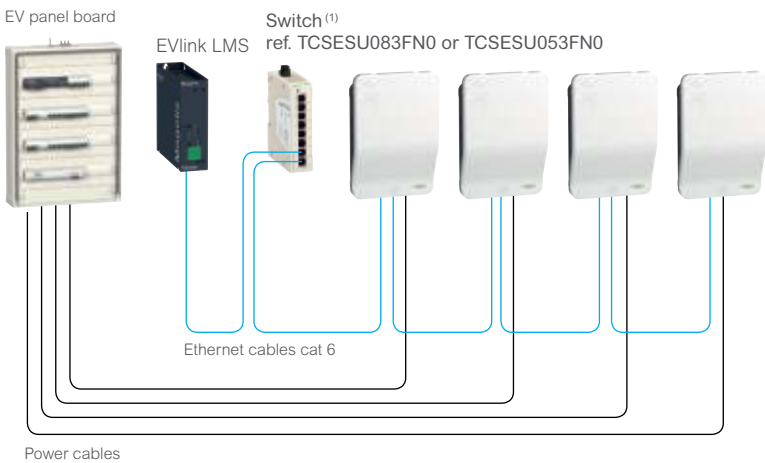 EV panel board
EVlink LMS
Switch (1)
ref. TCSESU083FN0 or TCSESU053FN0
Ethernet cables cat 6
Power cables